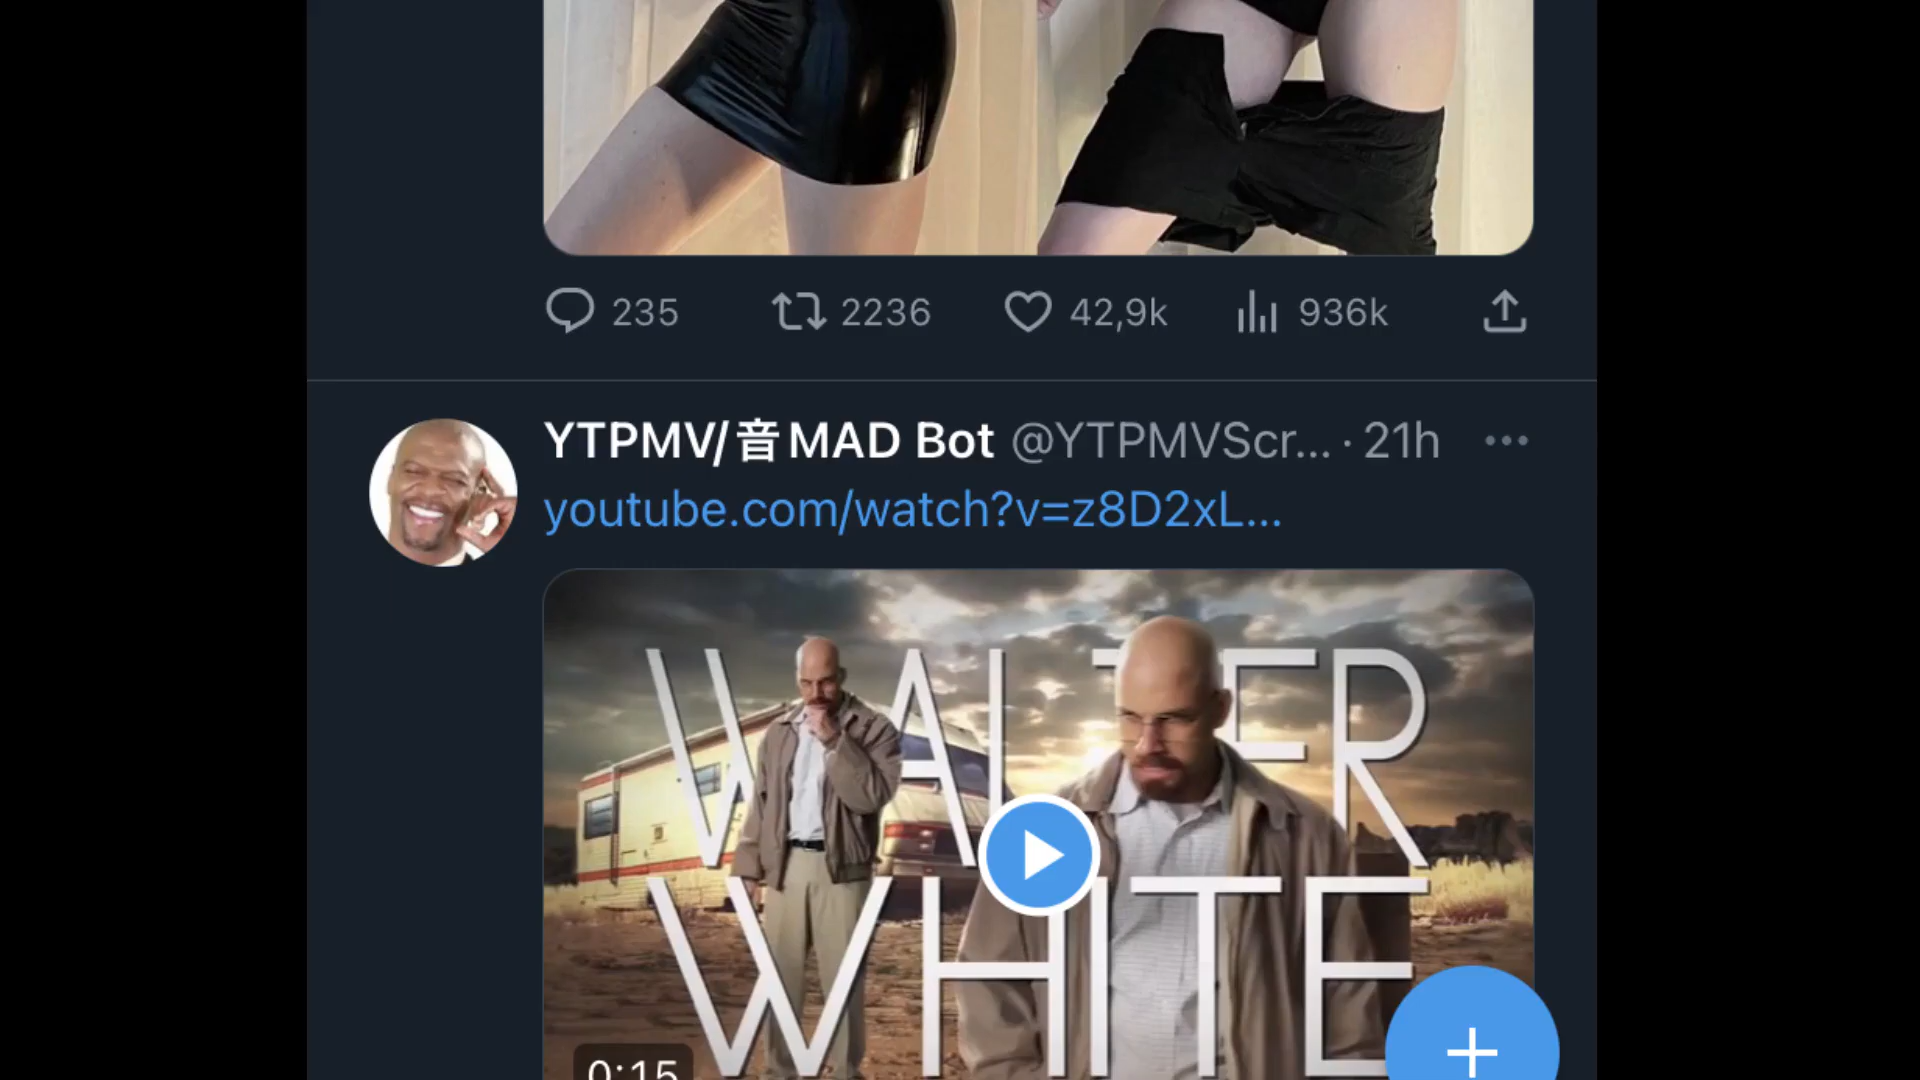 235 2236 42,9k 936k
YTPMV/音MAD Bot @YTPMVScr... · 21h
youtube.com/watch?v=z8D2xL...
WALTER
WHITE
0:15